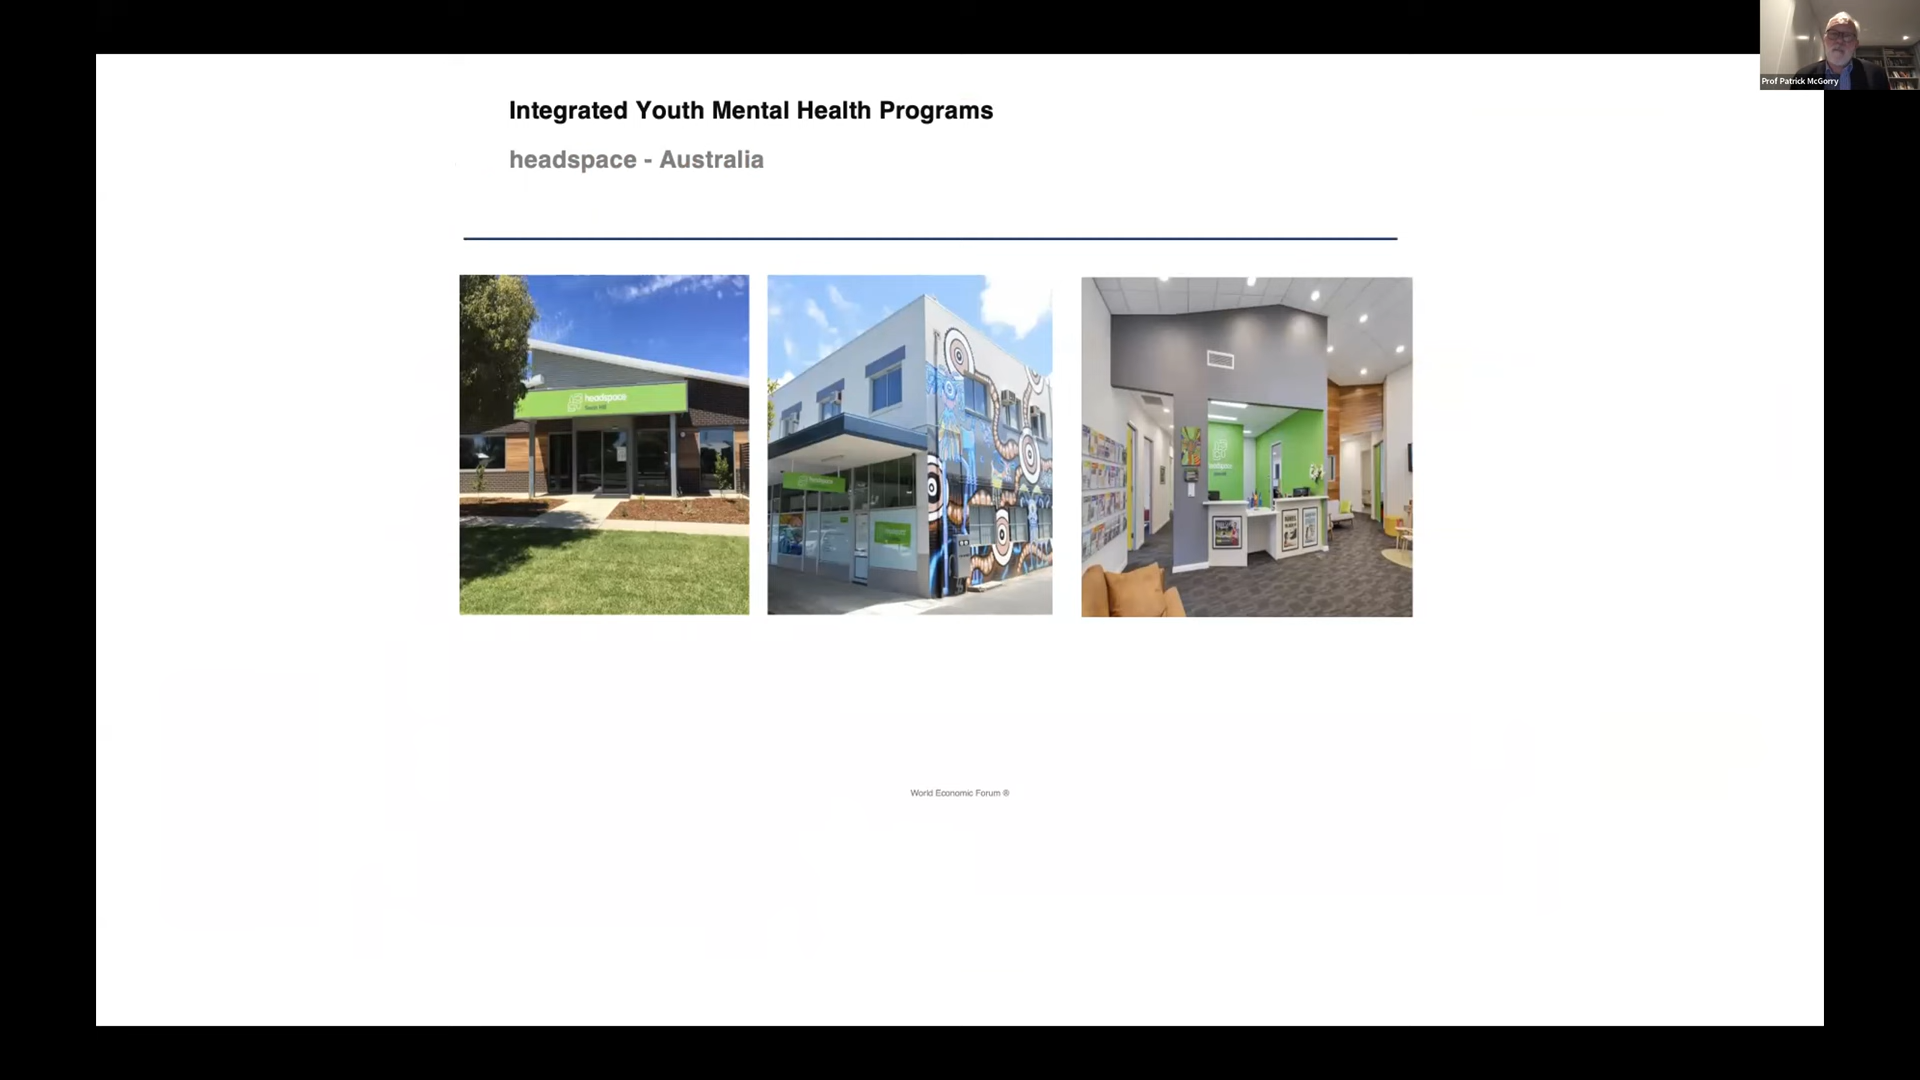 Prof Patrick McGorry
Integrated Youth Mental Health Programs
headspace - Australia
headspace
headspace
headspace
World Economic Forum ®